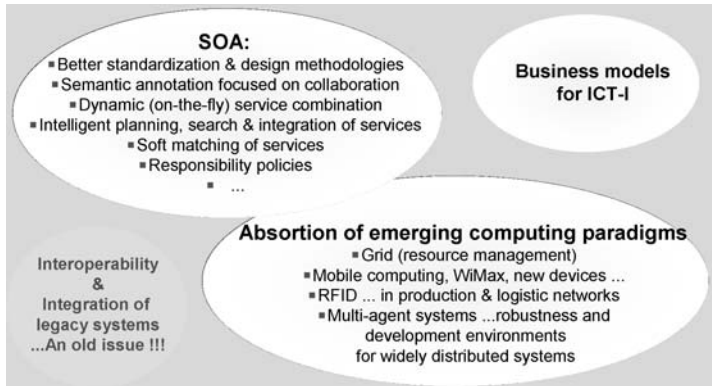 SOA:
▪Better standardization & design methodologies
▪Semantic annotation focused on collaboration
▪Dynamic (on-the-fly) service combination
▪Intelligent planning, search & integration of services
▪Soft matching of services
▪Responsibility policies
▪ ...
Business models
for ICT-I
Absortion of emerging computing paradigms
▪Grid (resource management)
▪Mobile computing, WiMax, new devices ...
▪RFID ... in production & logistic networks
▪Multi-agent systems ...robustness and
development environments
for widely distributed systems
Interoperability
&
Integration of
legacy systems
...An old issue !!!